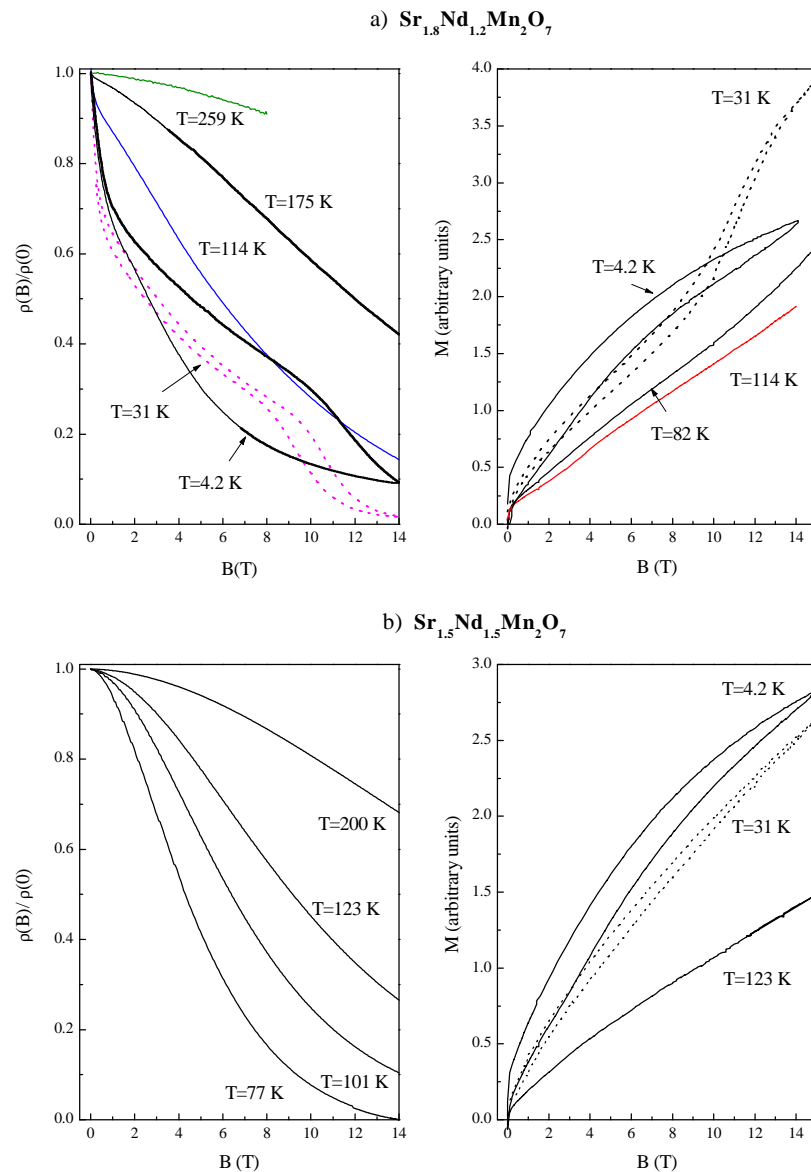 a) Sr1.8Nd1.2Mn2O7
1.0
0.8
0.6
0.4
0.2
0.0
ρ(B)/ρ(0)
T=259 K
T=175 K
T=114 K
T=31 K
T=4.2 K
0 2 4 6 8 10 12 14
B(T)
4.0
3.5
3.0
2.5
2.0
1.5
1.0
0.5
0.0
M (arbitrary units)
T=31 K
T=4.2 K
T=114 K
T=82 K
0 2 4 6 8 10 12 14
B (T)
b) Sr1.5Nd1.5Mn2O7
1.0
0.8
0.6
0.4
0.2
0.0
ρ(B)/ ρ(0)
T=200 K
T=123 K
T=101 K
T=77 K
0 2 4 6 8 10 12 14
B (T)
3.0
2.5
2.0
1.5
1.0
0.5
0.0
M (arbitrary units)
T=4.2 K
T=31 K
T=123 K
0 2 4 6 8 10 12 14
B (T)